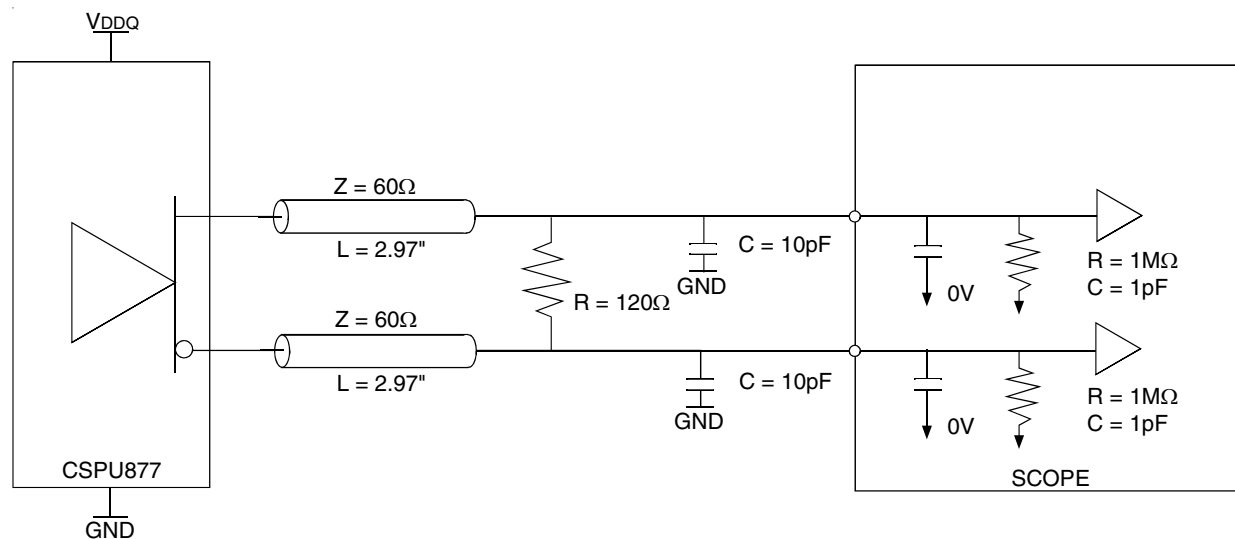 VDDQ
CSPU877
GND
Z = 60Ω
L = 2.97"
Z = 60Ω
L = 2.97"
R = 120Ω
C = 10pF
GND
C = 10pF
GND
0V
R = 1MΩ
C = 1pF
0V
R = 1MΩ
C = 1pF
SCOPE